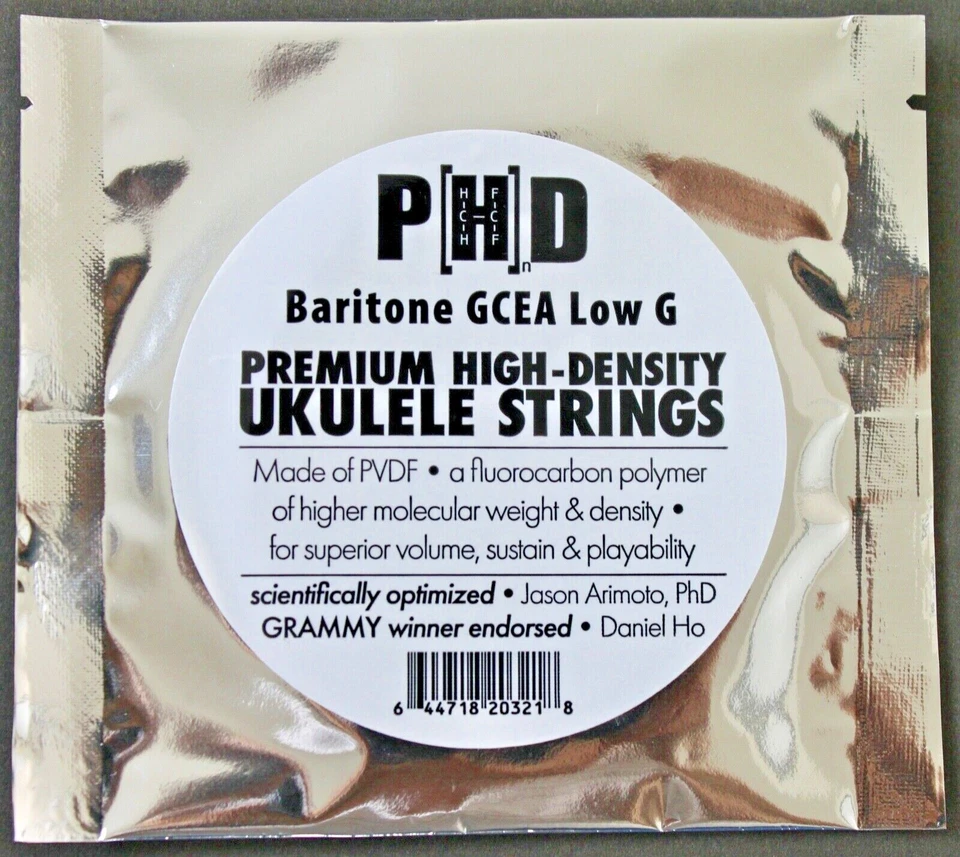 P[H]nD
H F
C C
H F
Baritone GCEA Low G
PREMIUM HIGH-DENSITY
UKULELE STRINGS
Made of PVDF • a fluorocarbon polymer
of higher molecular weight & density •
for superior volume, sustain & playability
scientifically optimized • Jason Arimoto, PhD
GRAMMY winner endorsed • Daniel Ho
6 44718 20321 8